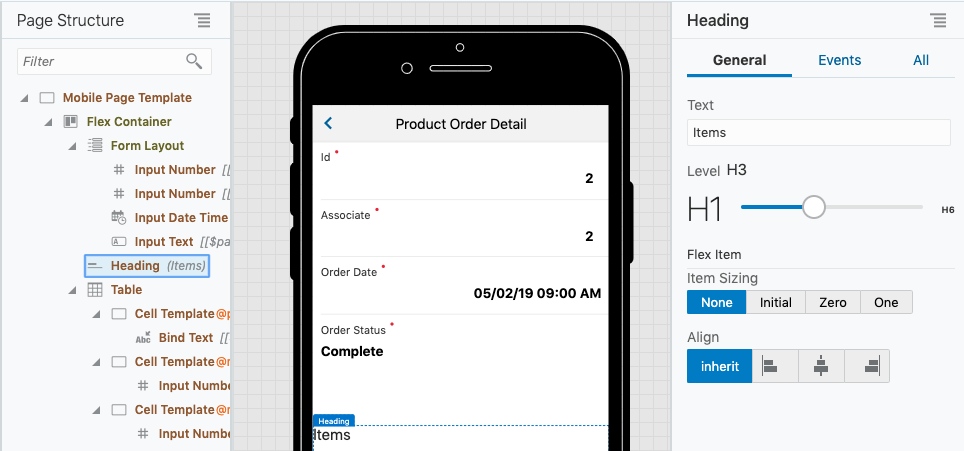 Page Structure
Filter
Mobile Page Template
Flex Container
Form Layout
Input Number [[
Input Number [[
Input Date Time
Input Text [[$pa
Heading (Items)
Table
Cell Template@p
Abc
Bind Text [[
Cell Template@r
Input Numbe
Cell Template@r
Input Numbe
Product Order Detail
Id *
2
Associate *
2
Order Date *
05/02/19 09:00 AM
Order Status *
Complete
Heading
Items
Heading
General Events All
Text
Items
Level H3
H1 H6
Flex Item
Item Sizing
None Initial Zero One
Align
inherit